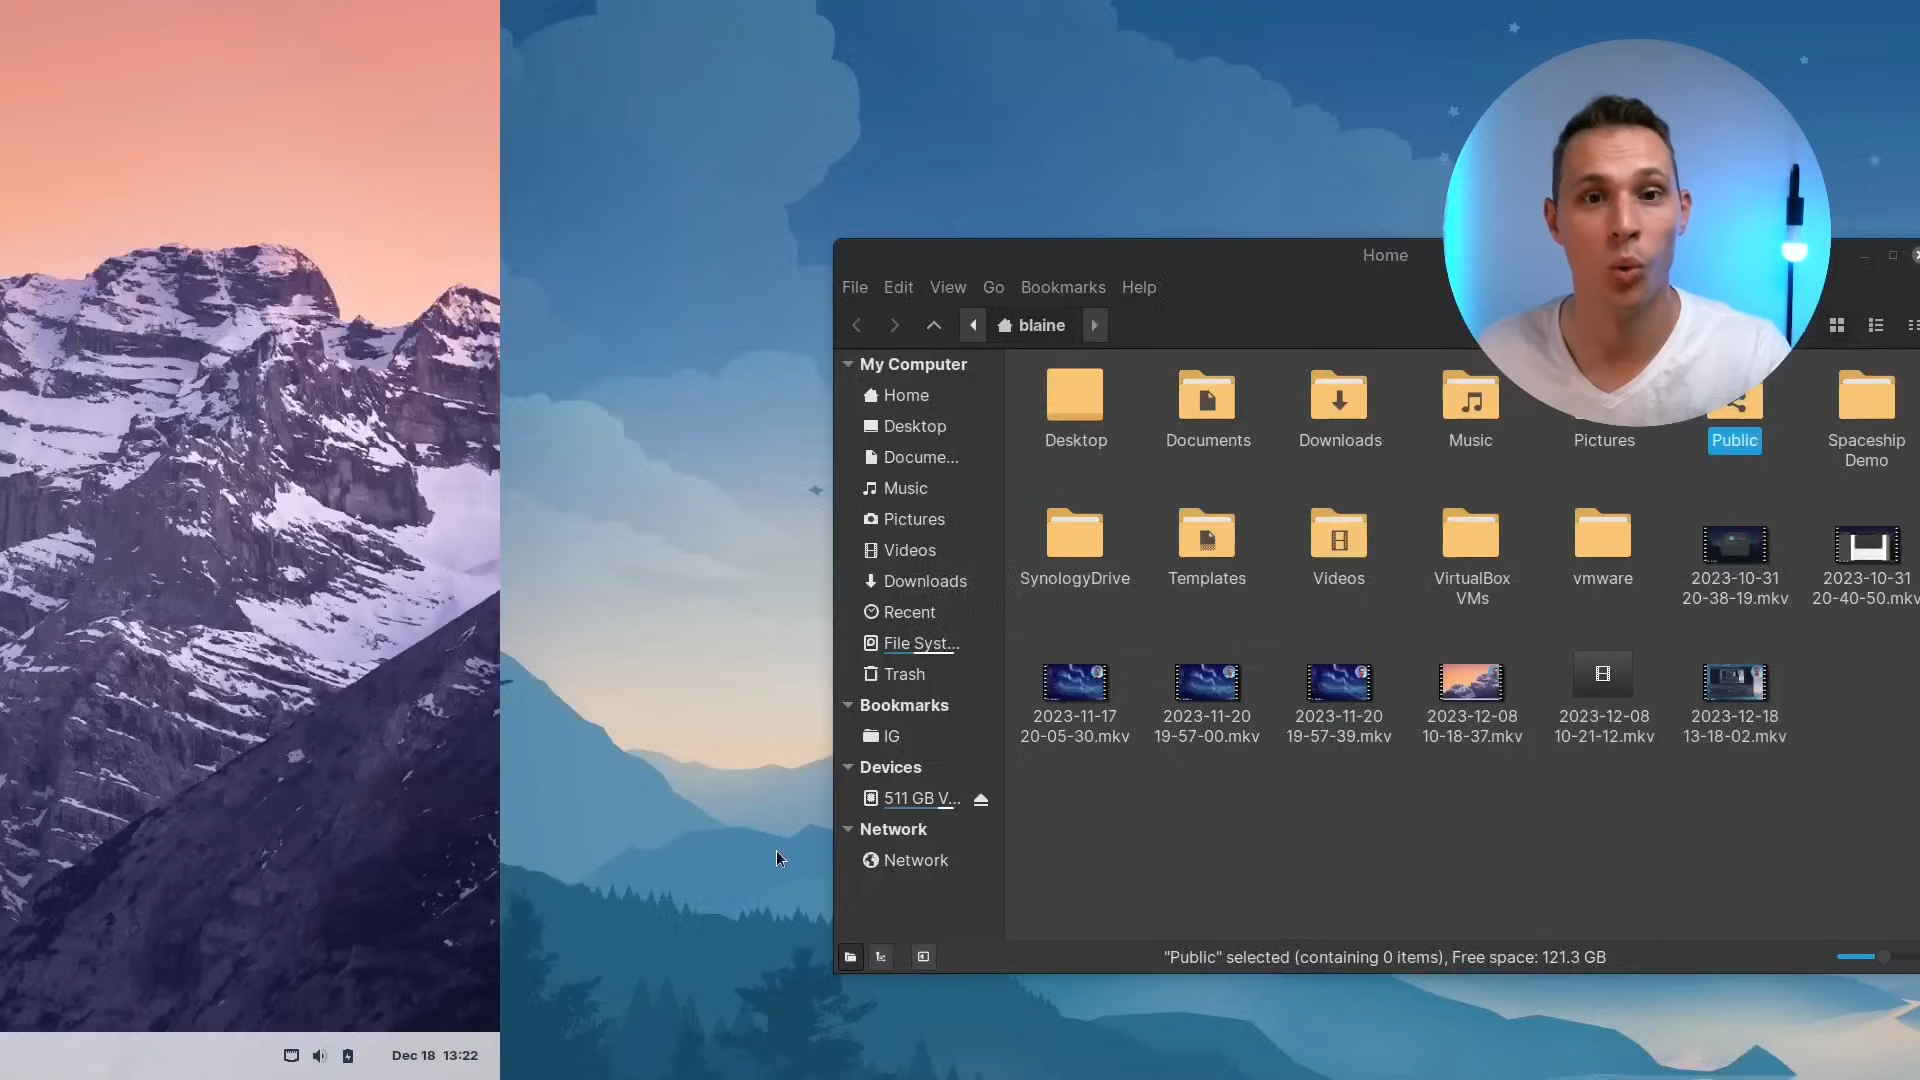 Home
File Edit View Go Bookmarks Help
blaine
My Computer
Home
Desktop
Docume...
Music
Pictures
Videos
Downloads
Recent
File Syst...
Trash
Bookmarks
IG
Devices
511 GB V...
Network
Network
Desktop Documents Downloads Music Pictures Public Spaceship
Demo
SynologyDrive Templates Videos VirtualBox
VMs
vmware
2023-10-31
20-38-19.mkv
2023-10-31
20-40-50.mkv
2023-11-17
20-05-30.mkv
2023-11-20
19-57-00.mkv
2023-11-20
19-57-39.mkv
2023-12-08
10-18-37.mkv
2023-12-08
10-21-12.mkv
2023-12-18
13-18-02.mkv
"Public" selected (containing 0 items), Free space: 121.3 GB
Dec 18 13:22